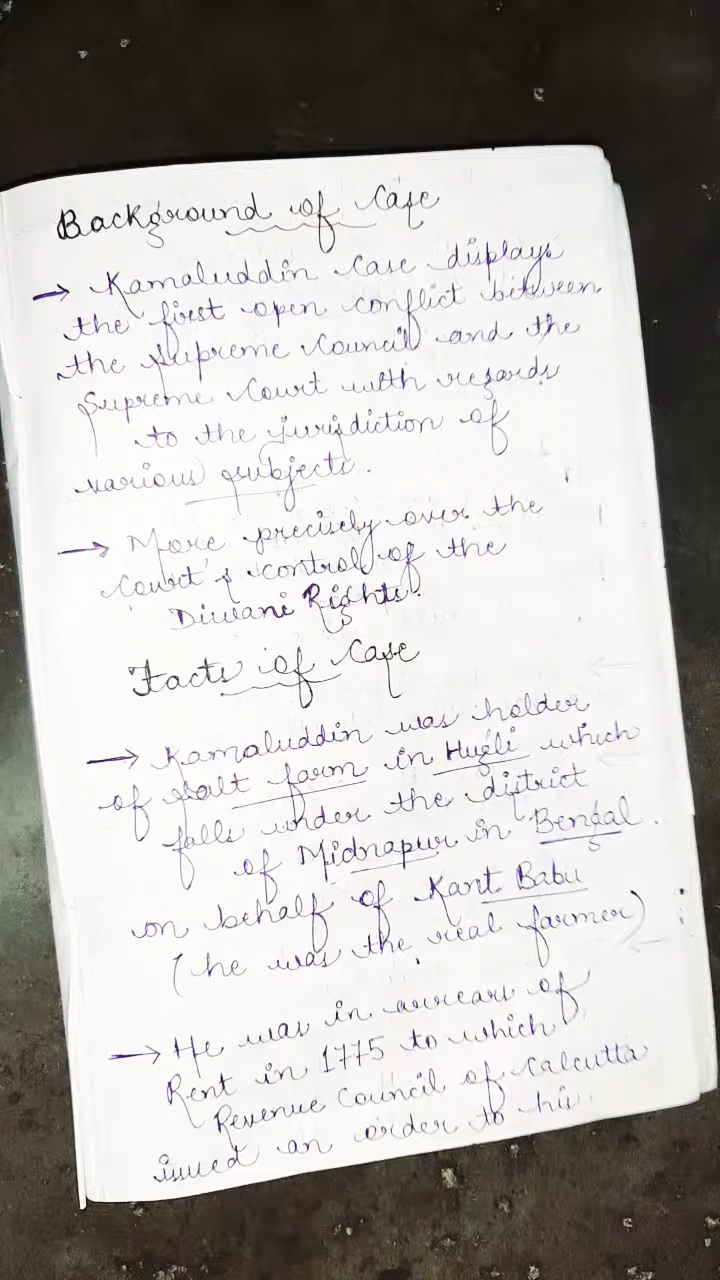 Background of Case
→ Kamaluddin Case displays
the first open conflict between
the Supreme Council and the
Supreme Court with regards
to the jurisdiction of
various subjects.
→ More precisely over the
Court's control of the
Diwani Rights.
Facts of Case
→ Kamaluddin was holder
of salt farm in Hugli which
falls under the district
of Midnapur in Bengal.
on behalf of Kant Babu
(he was the real farmer)
→ He was in arrears of
Rent in 1775 to which
Revenue Council of Calcutta
issued an order to his